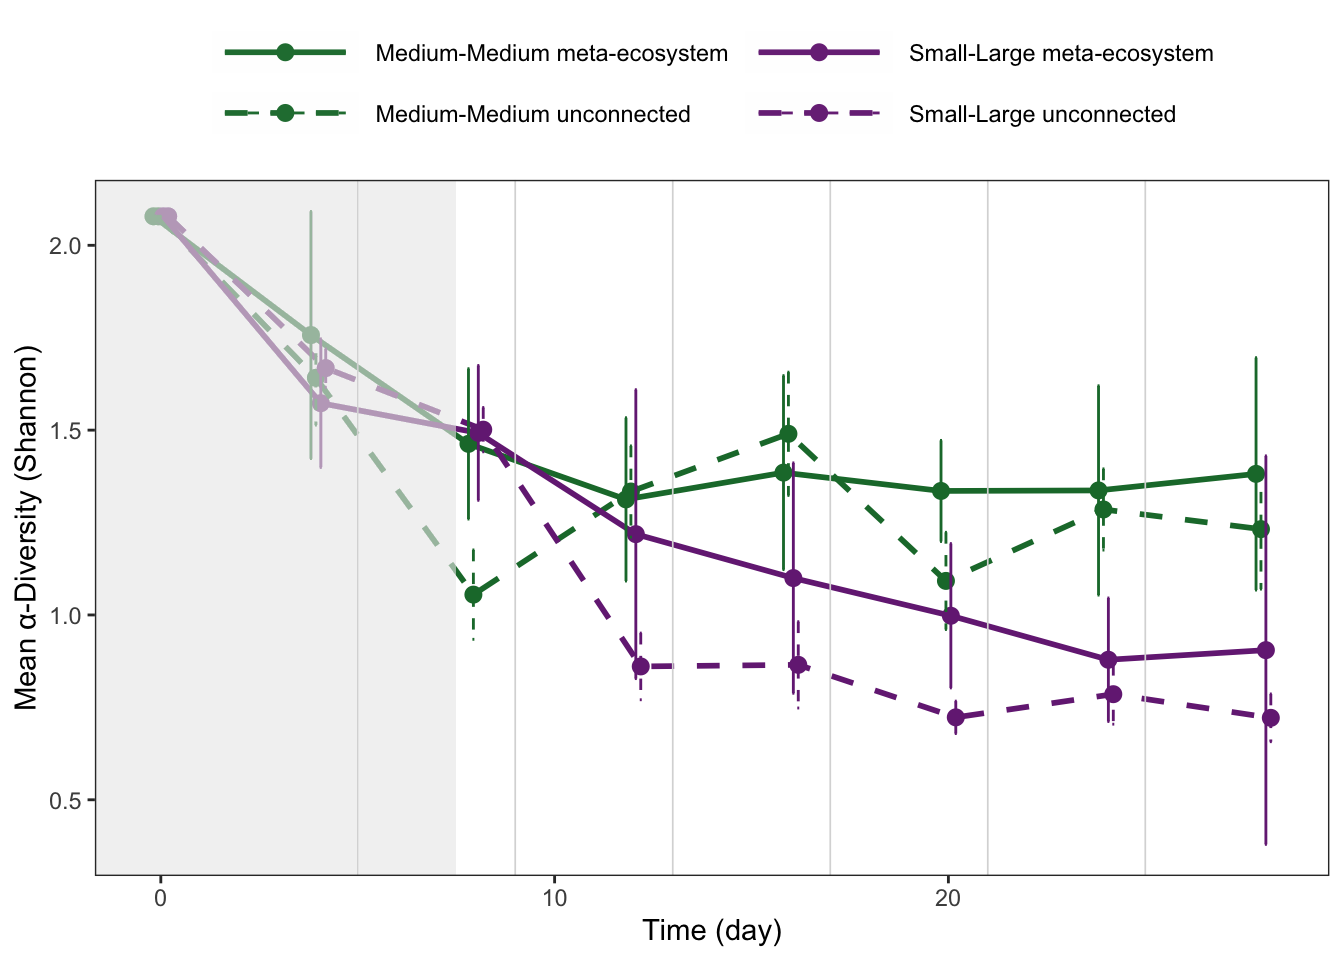 Medium-Medium meta-ecosystem
Small-Large meta-ecosystem
Medium-Medium unconnected
Small-Large unconnected
Mean α-Diversity (Shannon)
2.0
1.5
1.0
0.5
0
10
20
Time (day)